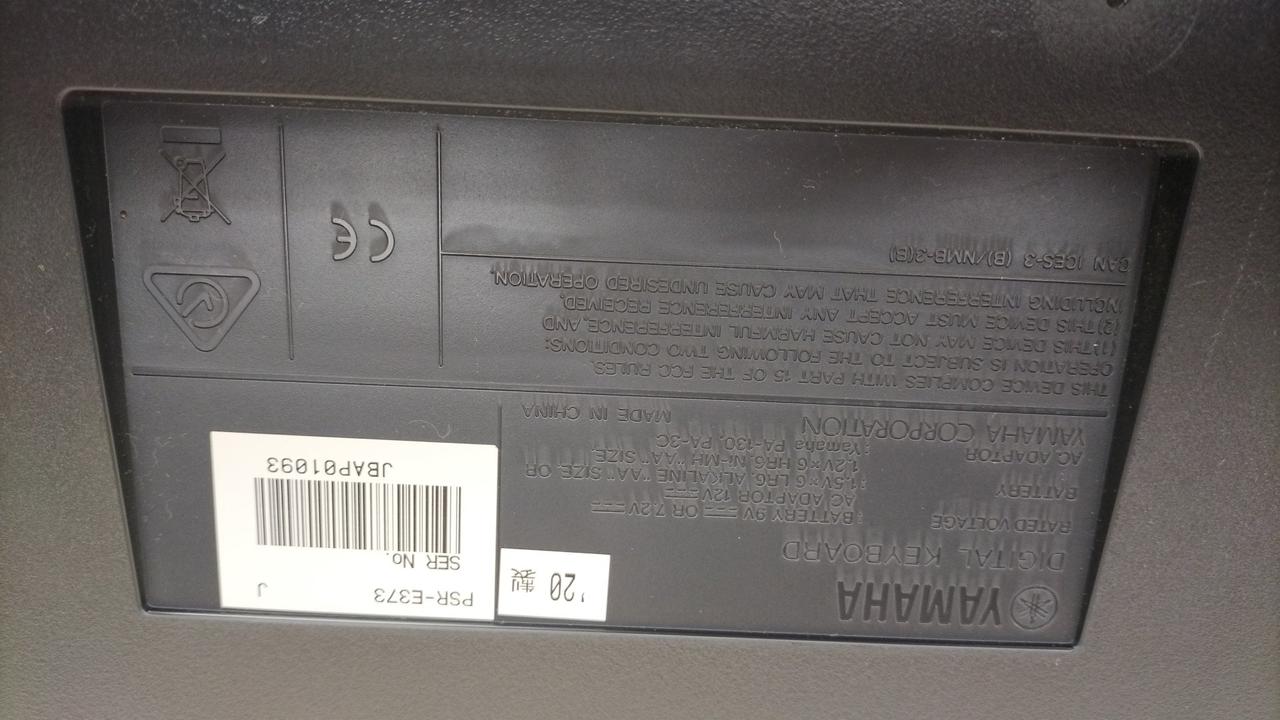 YAMAHA
DIGITAL KEYBOARD
RATED VOLTAGE : BATTERY 9V OR 7.2V
AC ADAPTOR 12V
BATTERY : 1.5V×6 LR6 ALKALINE "AA" SIZE OR
1.2V×6 HR6 Ni-MH "AA" SIZE.
AC ADAPTOR : Yamaha PA-130, PA-3C
YAMAHA CORPORATION MADE IN CHINA
'20 製
PSR-E373 J
SER No.
JBAP01093
THIS DEVICE COMPLIES WITH PART 15 OF THE FCC RULES.
OPERATION IS SUBJECT TO THE FOLLOWING TWO CONDITIONS:
(1)THIS DEVICE MAY NOT CAUSE HARMFUL INTERFERENCE, AND
(2)THIS DEVICE MUST ACCEPT ANY INTERFERENCE RECEIVED,
INCLUDING INTERFERENCE THAT MAY CAUSE UNDESIRED OPERATION.
CAN ICES-3 (B)/NMB-3(B)
CE